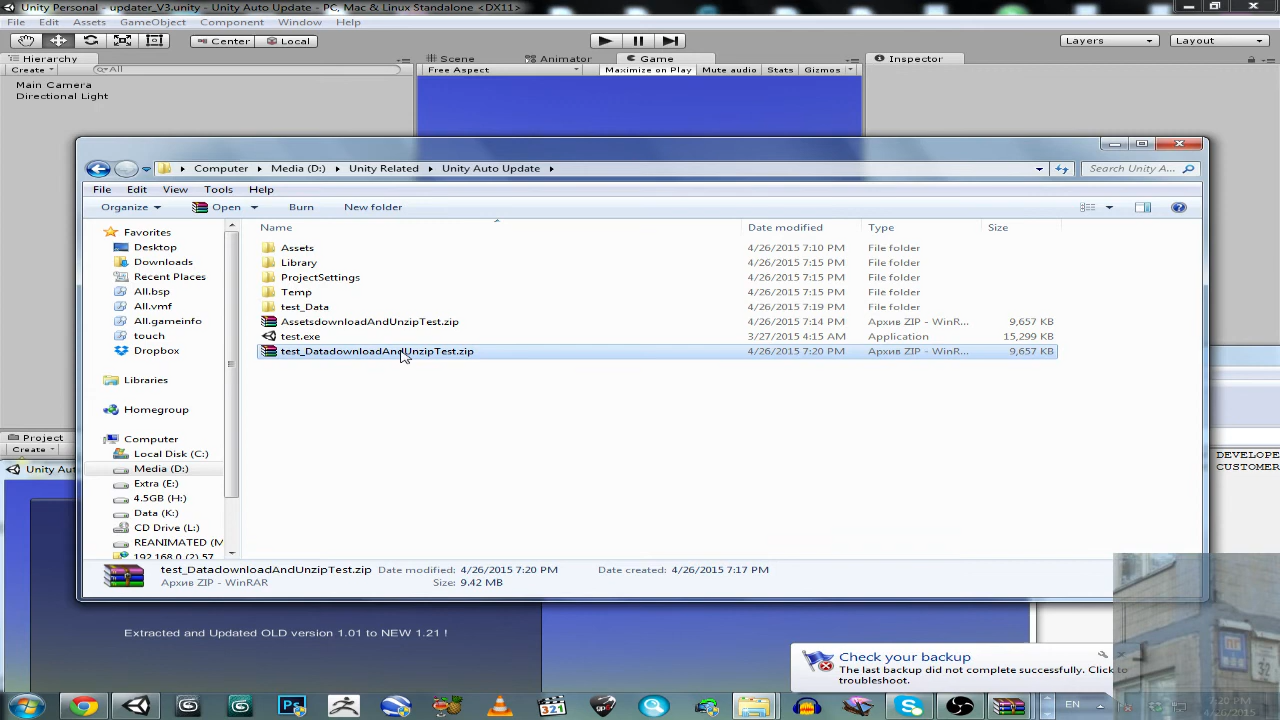 Unity Personal - updater_V3.unity - Unity Auto Update - PC, Mac & Linux Standalone <DX11>
File Edit Assets GameObject Component Window Help
Center Local Layers Layout
Hierarchy Scene Animator Game Inspector
Create All Free Aspect Maximize on Play Mute audio Stats Gizmos
Main Camera
Directional Light
Computer Media (D:) Unity Related Unity Auto Update Search Unity A...
File Edit View Tools Help
Organize Open Burn New folder
Favorites
Desktop
Downloads
Recent Places
All.bsp
All.vmf
All.gameinfo
touch
Dropbox
Libraries
Homegroup
Computer
Local Disk (C:)
Media (D:)
Extra (E:)
4.5GB (H:)
Data (K:)
CD Drive (L:)
REANIMATED (M
192.168.0 (2) 57
Name Date modified Type Size
Assets 4/26/2015 7:10 PM File folder
Library 4/26/2015 7:15 PM File folder
ProjectSettings 4/26/2015 7:15 PM File folder
Temp 4/26/2015 7:15 PM File folder
test_Data 4/26/2015 7:19 PM File folder
AssetsdownloadAndUnzipTest.zip 4/26/2015 7:14 PM Архив ZIP - WinR... 9,657 KB
test.exe 3/27/2015 4:15 AM Application 15,299 KB
test_DatadownloadAndUnzipTest.zip 4/26/2015 7:20 PM Архив ZIP - WinR... 9,657 KB
Project
Create
Unity Aut
DEVELOPE
CUSTOMER
test_DatadownloadAndUnzipTest.zip Date modified: 4/26/2015 7:20 PM Date created: 4/26/2015 7:17 PM
Архив ZIP - WinRAR Size: 9.42 MB
Extracted and Updated OLD version 1.01 to NEW 1.21 !
Check your backup
The last backup did not complete successfully. Click to
troubleshoot.
32
321
EN
7:20 PM
4/26/2015